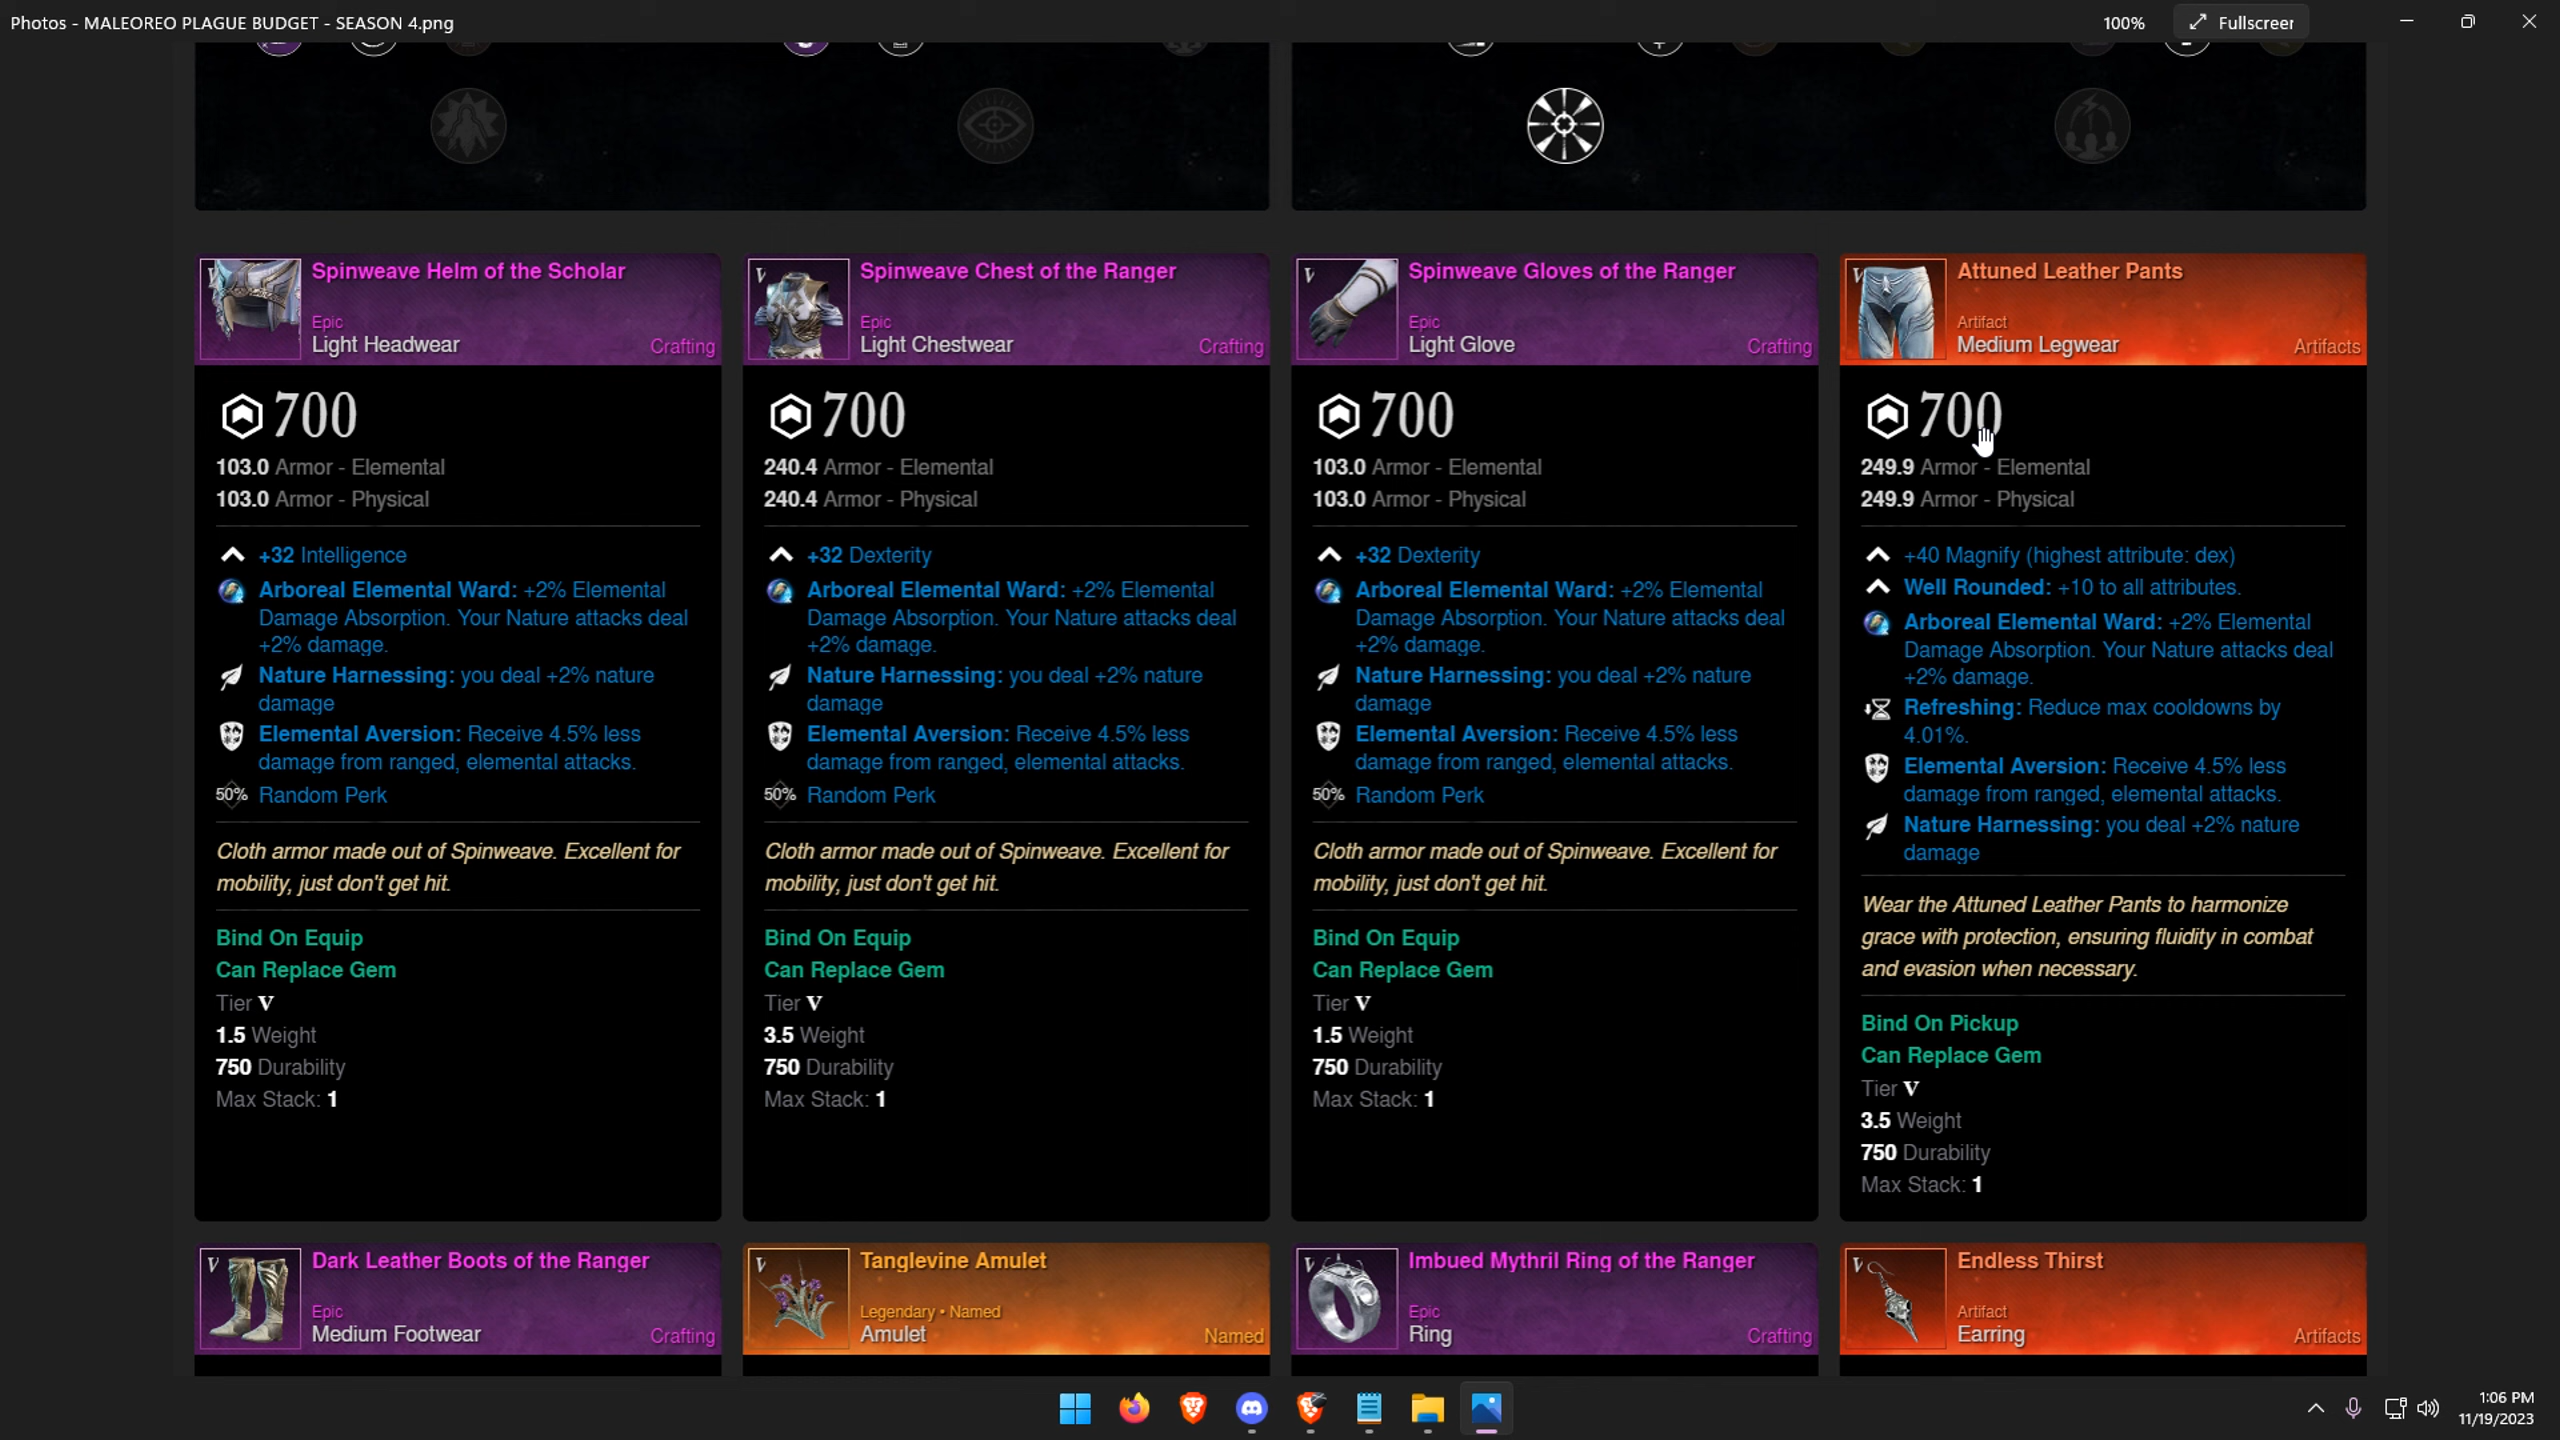 Photos - MALEOREO PLAGUE BUDGET - SEASON 4.png
100%
Fullscreen
V
Spinweave Helm of the Scholar
Epic
Light Headwear
Crafting
700
103.0 Armor - Elemental
103.0 Armor - Physical
+32 Intelligence
Arboreal Elemental Ward: +2% Elemental
Damage Absorption. Your Nature attacks deal
+2% damage.
Nature Harnessing: you deal +2% nature
damage
Elemental Aversion: Receive 4.5% less
damage from ranged, elemental attacks.
50% Random Perk
Cloth armor made out of Spinweave. Excellent for
mobility, just don't get hit.
Bind On Equip
Can Replace Gem
Tier V
1.5 Weight
750 Durability
Max Stack: 1
V
Spinweave Chest of the Ranger
Epic
Light Chestwear
Crafting
700
240.4 Armor - Elemental
240.4 Armor - Physical
+32 Dexterity
Arboreal Elemental Ward: +2% Elemental
Damage Absorption. Your Nature attacks deal
+2% damage.
Nature Harnessing: you deal +2% nature
damage
Elemental Aversion: Receive 4.5% less
damage from ranged, elemental attacks.
50% Random Perk
Cloth armor made out of Spinweave. Excellent for
mobility, just don't get hit.
Bind On Equip
Can Replace Gem
Tier V
3.5 Weight
750 Durability
Max Stack: 1
V
Spinweave Gloves of the Ranger
Epic
Light Glove
Crafting
700
103.0 Armor - Elemental
103.0 Armor - Physical
+32 Dexterity
Arboreal Elemental Ward: +2% Elemental
Damage Absorption. Your Nature attacks deal
+2% damage.
Nature Harnessing: you deal +2% nature
damage
Elemental Aversion: Receive 4.5% less
damage from ranged, elemental attacks.
50% Random Perk
Cloth armor made out of Spinweave. Excellent for
mobility, just don't get hit.
Bind On Equip
Can Replace Gem
Tier V
1.5 Weight
750 Durability
Max Stack: 1
V
Attuned Leather Pants
Artifact
Medium Legwear
Artifacts
700
249.9 Armor - Elemental
249.9 Armor - Physical
+40 Magnify (highest attribute: dex)
Well Rounded: +10 to all attributes.
Arboreal Elemental Ward: +2% Elemental
Damage Absorption. Your Nature attacks deal
+2% damage.
Refreshing: Reduce max cooldowns by
4.01%.
Elemental Aversion: Receive 4.5% less
damage from ranged, elemental attacks.
Nature Harnessing: you deal +2% nature
damage
Wear the Attuned Leather Pants to harmonize
grace with protection, ensuring fluidity in combat
and evasion when necessary.
Bind On Pickup
Can Replace Gem
Tier V
3.5 Weight
750 Durability
Max Stack: 1
V
Dark Leather Boots of the Ranger
Epic
Medium Footwear
Crafting
V
Tanglevine Amulet
Legendary • Named
Amulet
Named
V
Imbued Mythril Ring of the Ranger
Epic
Ring
Crafting
V
Endless Thirst
Artifact
Earring
Artifacts
1:06 PM
11/19/2023